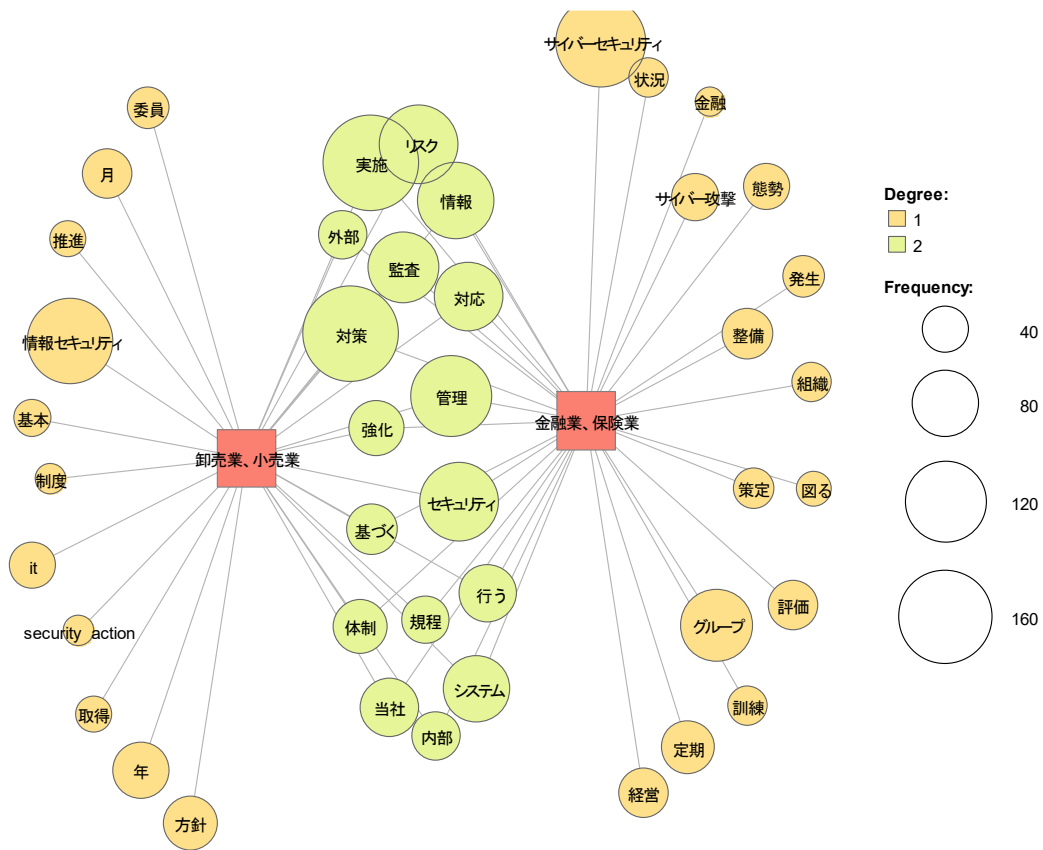 サイバーセキュリティ
状況
金融
委員
リスク
実施
月
サイバー攻撃
態勢
情報
外部
推進
監査
発生
対応
情報セキュリティ
対策
整備
組織
管理
基本
強化
金融業、保険業
卸売業、小売業
制度
策定
図る
セキュリティ
基づく
it
行う
評価
規程
体制
グループ
security_action
システム
訓練
当社
取得
内部
定期
年
経営
方針
Degree:
1
2
Frequency:
40
80
120
160